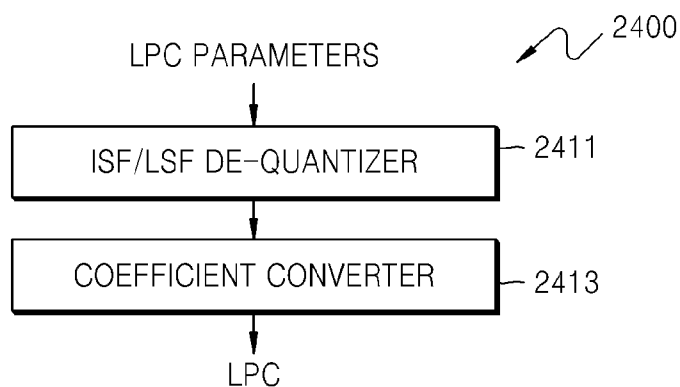 2400
LPC PARAMETERS
ISF/LSF DE-QUANTIZER
2411
COEFFICIENT CONVERTER
2413
LPC